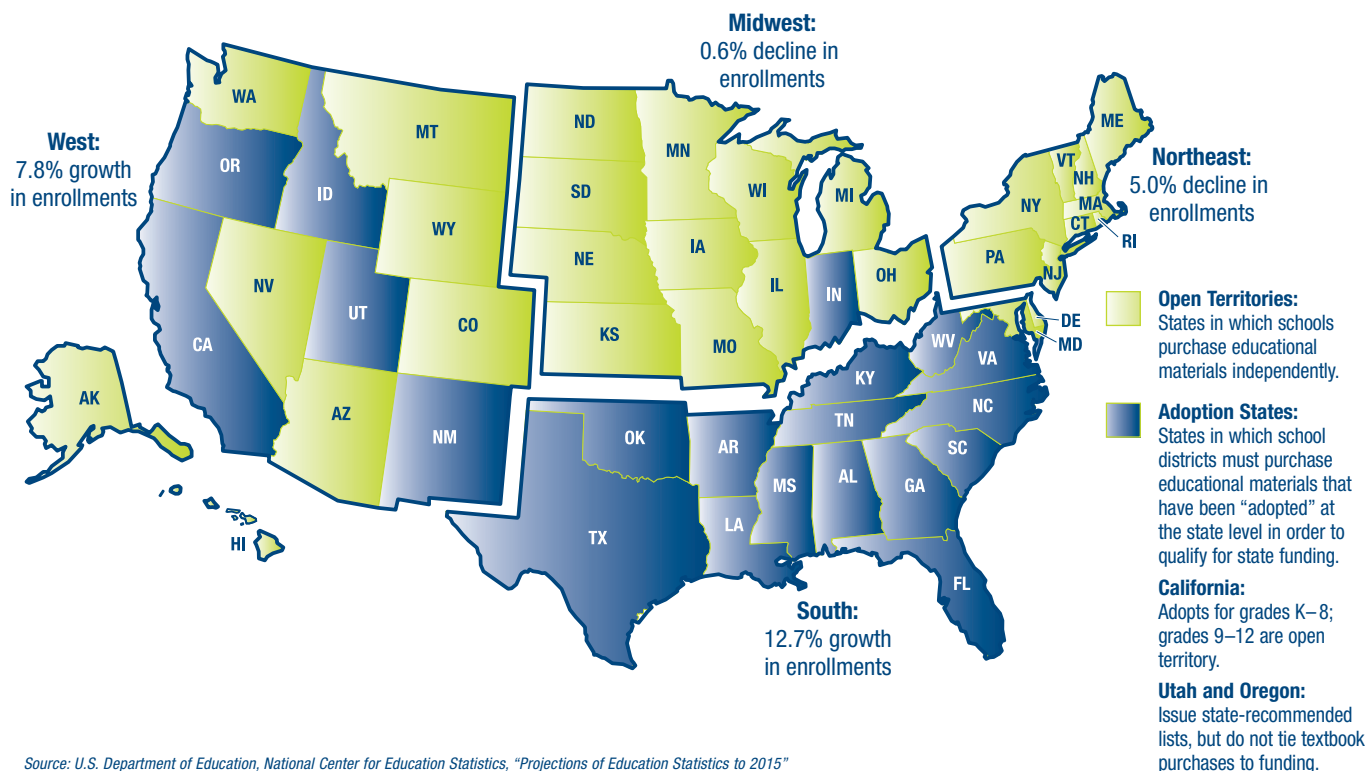 Midwest:
0.6% decline in
enrollments
West:
7.8% growth
in enrollments
Northeast:
5.0% decline in
enrollments
South:
12.7% growth
in enrollments
WA
MT
ND
MN
ME
OR
ID
SD
WI
MI
VT
NH
NY
MA
CT
RI
WY
IA
NE
PA
NJ
NV
UT
CO
IL
IN
OH
CA
KS
MO
WV
VA
DE
MD
KY
AK
AZ
NM
OK
AR
TN
NC
SC
HI
TX
LA
MS
AL
GA
FL
Open Territories:
States in which schools
purchase educational
materials independently.
Adoption States:
States in which school
districts must purchase
educational materials that
have been “adopted” at
the state level in order to
qualify for state funding.
California:
Adopts for grades K–8;
grades 9–12 are open
territory.
Utah and Oregon:
Issue state-recommended
lists, but do not tie textbook
purchases to funding.
Source: U.S. Department of Education, National Center for Education Statistics, “Projections of Education Statistics to 2015”